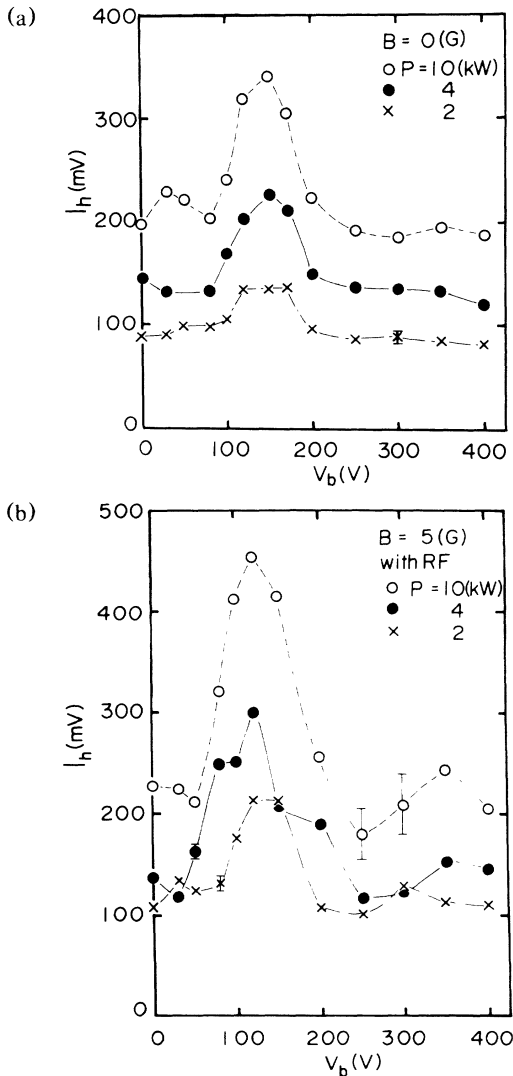 (a)
400
B = 0(G)
○ P = 10(kW)
● 4
× 2
300
I_h(mV)
200
100
0
0 100 200 300 400
V_b(V)
(b)
500
B = 5(G)
with RF
○ P = 10(kW)
● 4
× 2
400
300
I_h(mV)
200
100
0
0 100 200 300 400
V_b(V)